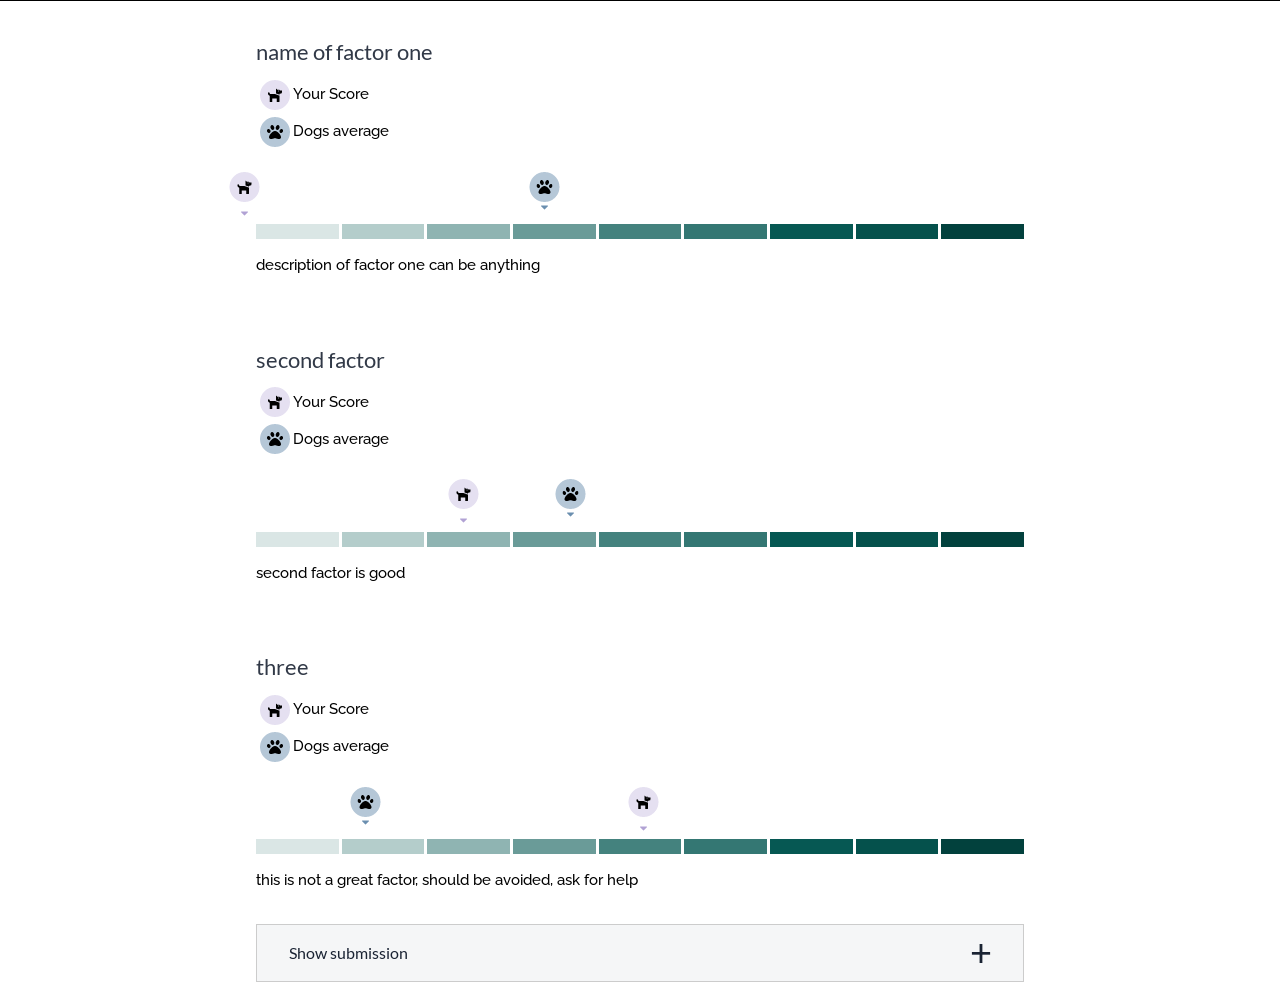 name of factor one
Your Score
Dogs average
description of factor one can be anything
second factor
Your Score
Dogs average
second factor is good
three
Your Score
Dogs average
this is not a great factor, should be avoided, ask for help
Show submission